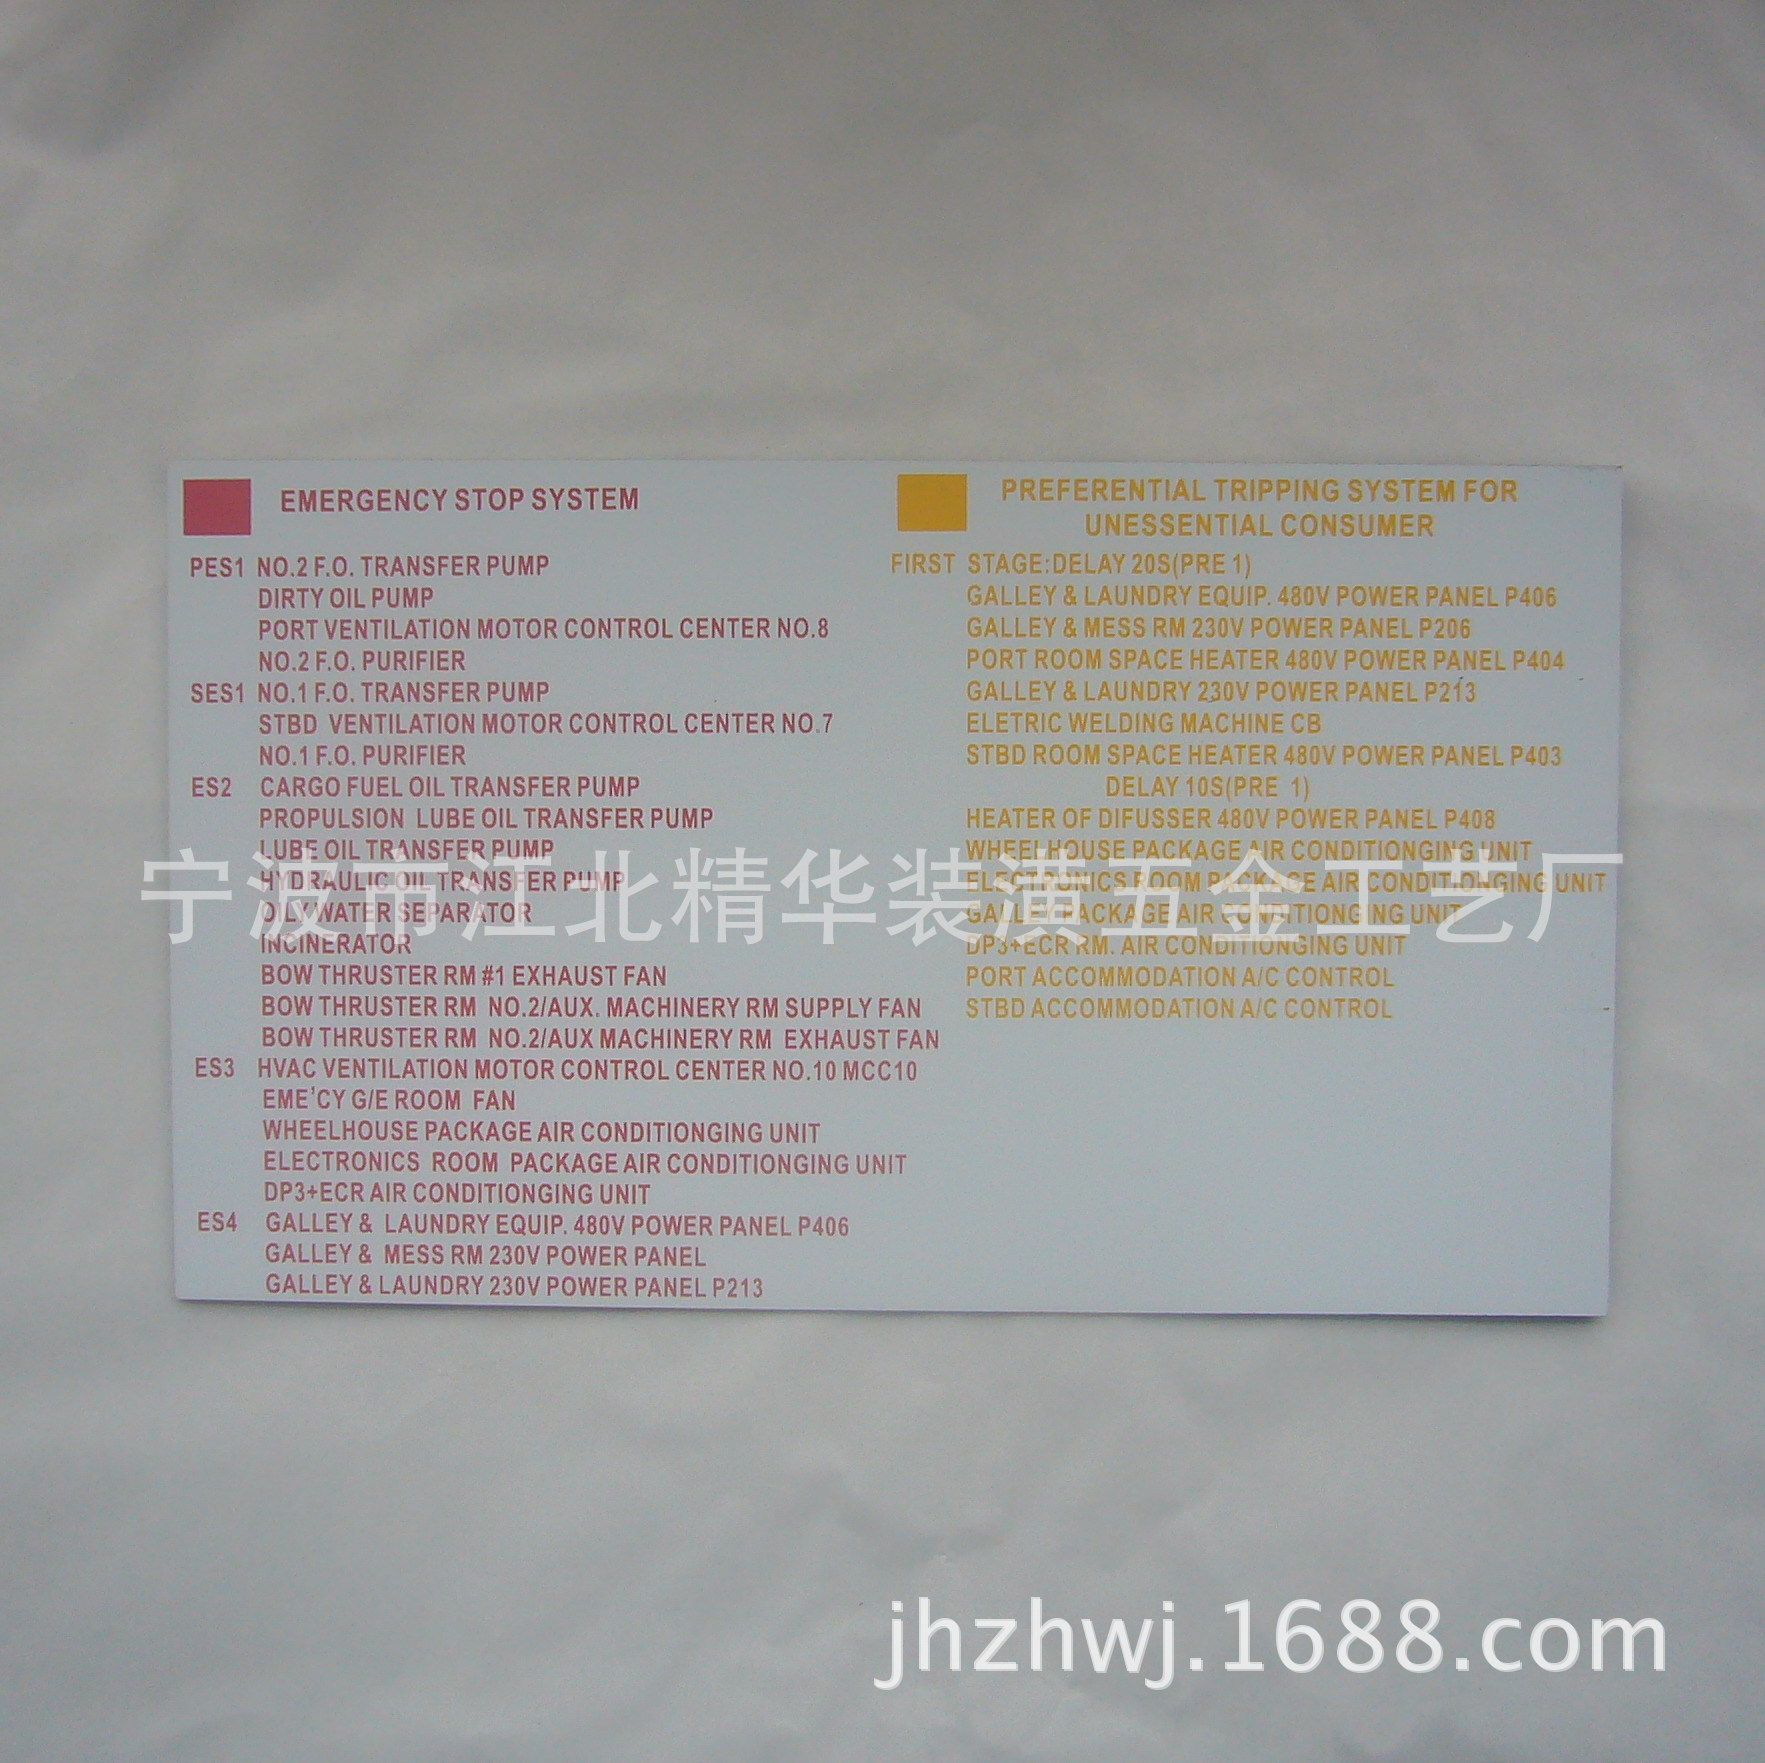 EMERGENCY STOP SYSTEM
PES1 NO.2 F.O. TRANSFER PUMP
DIRTY OIL PUMP
PORT VENTILATION MOTOR CONTROL CENTER NO.8
NO.2 F.O. PURIFIER
SES1 NO.1 F.O. TRANSFER PUMP
STBD VENTILATION MOTOR CONTROL CENTER NO.7
NO.1 F.O. PURIFIER
ES2 CARGO FUEL OIL TRANSFER PUMP
PROPULSION LUBE OIL TRANSFER PUMP
LUBE OIL TRANSFER PUMP
HYDRAULIC OIL TRANSFER PUMP
OILY WATER SEPARATOR
INCINERATOR
BOW THRUSTER RM #1 EXHAUST FAN
BOW THRUSTER RM NO.2/AUX. MACHINERY RM SUPPLY FAN
BOW THRUSTER RM NO.2/AUX MACHINERY RM EXHAUST FAN
ES3 HVAC VENTILATION MOTOR CONTROL CENTER NO.10 MCC10
EME'CY G/E ROOM FAN
WHEELHOUSE PACKAGE AIR CONDITIONGING UNIT
ELECTRONICS ROOM PACKAGE AIR CONDITIONGING UNIT
DP3+ECR AIR CONDITIONGING UNIT
ES4 GALLEY & LAUNDRY EQUIP. 480V POWER PANEL P406
GALLEY & MESS RM 230V POWER PANEL
GALLEY & LAUNDRY 230V POWER PANEL P213
PREFERENTIAL TRIPPING SYSTEM FOR
UNESSENTIAL CONSUMER
FIRST STAGE:DELAY 20S(PRE 1)
GALLEY & LAUNDRY EQUIP. 480V POWER PANEL P406
GALLEY & MESS RM 230V POWER PANEL P206
PORT ROOM SPACE HEATER 480V POWER PANEL P404
GALLEY & LAUNDRY 230V POWER PANEL P213
ELETRIC WELDING MACHINE CB
STBD ROOM SPACE HEATER 480V POWER PANEL P403
DELAY 10S(PRE 1)
HEATER OF DIFUSSER 480V POWER PANEL P408
WHEELHOUSE PACKAGE AIR CONDITIONGING UNIT
ELECTRONICS ROOM PACKAGE AIR CONDITIONGING UNIT
GALLEY PACKAGE AIR CONDITIONGING UNIT
DP3+ECR RM. AIR CONDITIONGING UNIT
PORT ACCOMMODATION A/C CONTROL
STBD ACCOMMODATION A/C CONTROL
宁波市江北精华装潢五金工艺厂
jhzhwj.1688.com